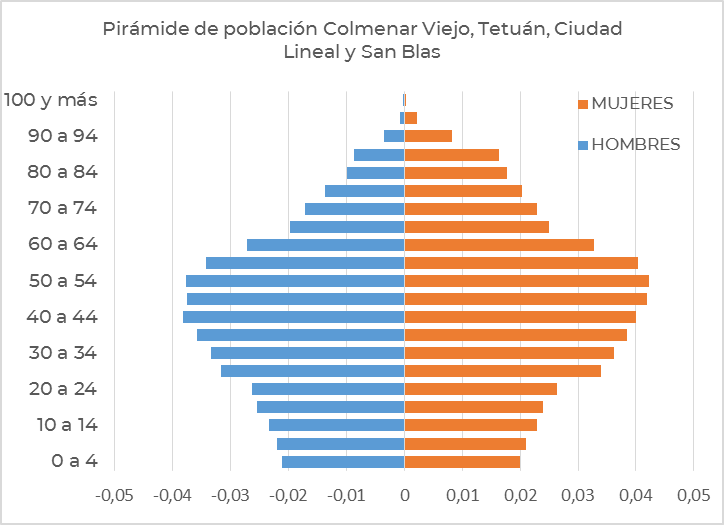 Pirámide de población Colmenar Viejo, Tetuán, Ciudad
Lineal y San Blas
100 y más
90 a 94
80 a 84
70 a 74
60 a 64
50 a 54
40 a 44
30 a 34
20 a 24
10 a 14
0 a 4
MUJERES
HOMBRES
-0,05 -0,04 -0,03 -0,02 -0,01 0 0,01 0,02 0,03 0,04 0,05